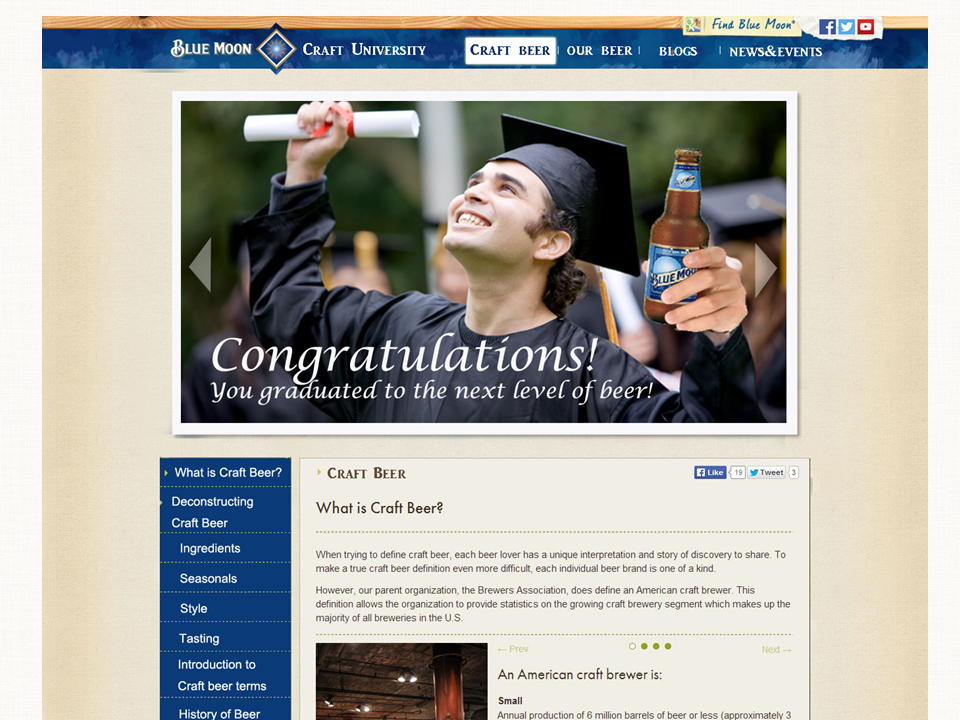 Find Blue Moon®
BLUE MOON CRAFT UNIVERSITY CRAFT BEER OUR BEER BLOGS NEWS&EVENTS
BLUE MOON
Congratulations!
You graduated to the next level of beer!
What is Craft Beer?
Deconstructing
Craft Beer
Ingredients
Seasonals
Style
Tasting
Introduction to
Craft beer terms
History of Beer
CRAFT BEER
Like 19 Tweet 3
What is Craft Beer?
When trying to define craft beer, each beer lover has a unique interpretation and story of discovery to share. To
make a true craft beer definition even more difficult, each individual beer brand is one of a kind.
However, our parent organization, the Brewers Association, does define an American craft brewer. This
definition allows the organization to provide statistics on the growing craft brewery segment which makes up the
majority of all breweries in the U.S.
← Prev Next →
An American craft brewer is:
Small
Annual production of 6 million barrels of beer or less (approximately 3